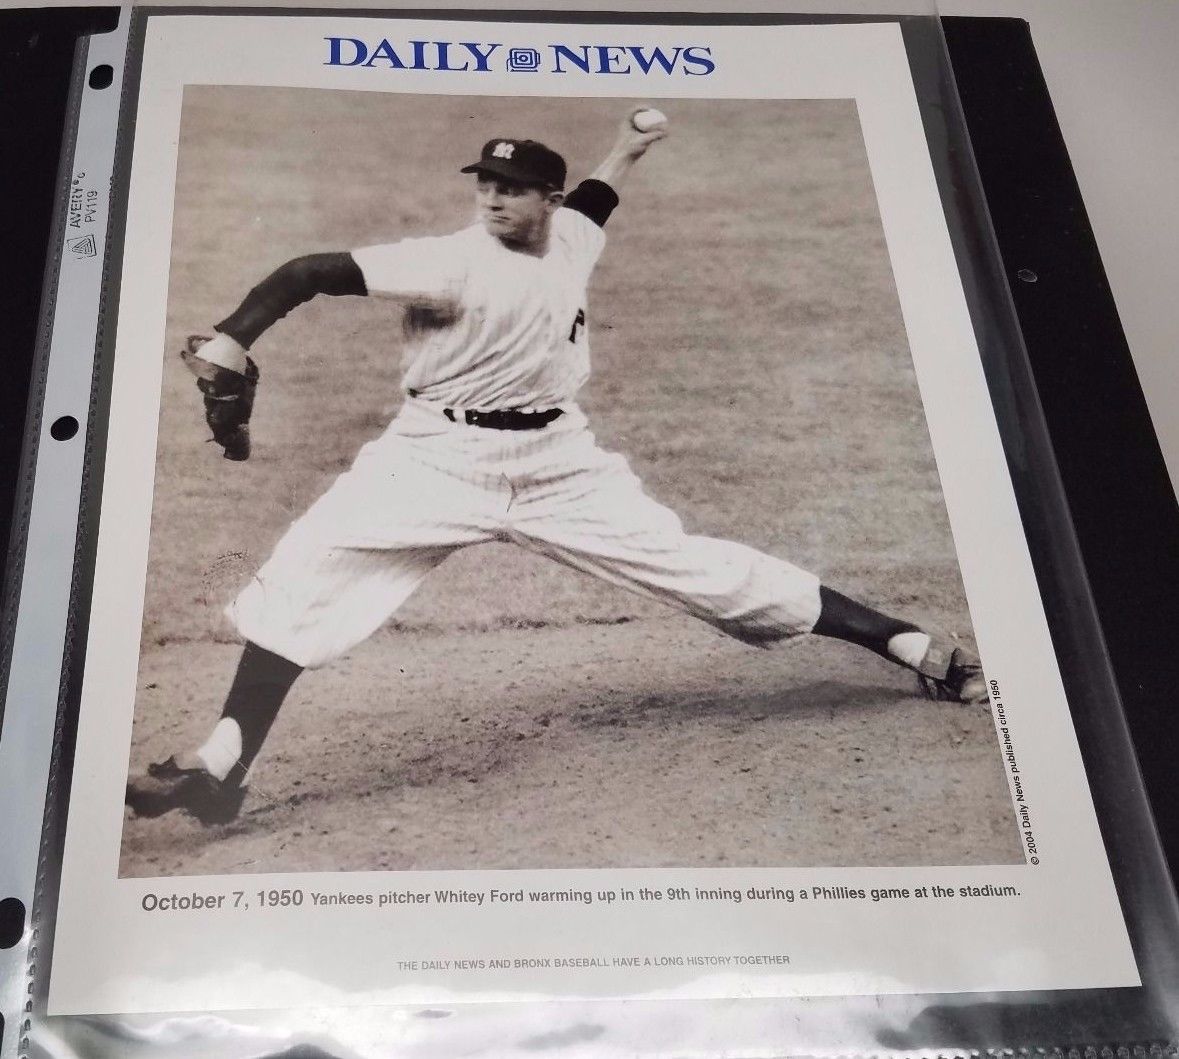 DAILY NEWS
AVERY
PV119
© 2004 Daily News published circa 1950
October 7, 1950 Yankees pitcher Whitey Ford warming up in the 9th inning during a Phillies game at the stadium.
THE DAILY NEWS AND BRONX BASEBALL HAVE A LONG HISTORY TOGETHER